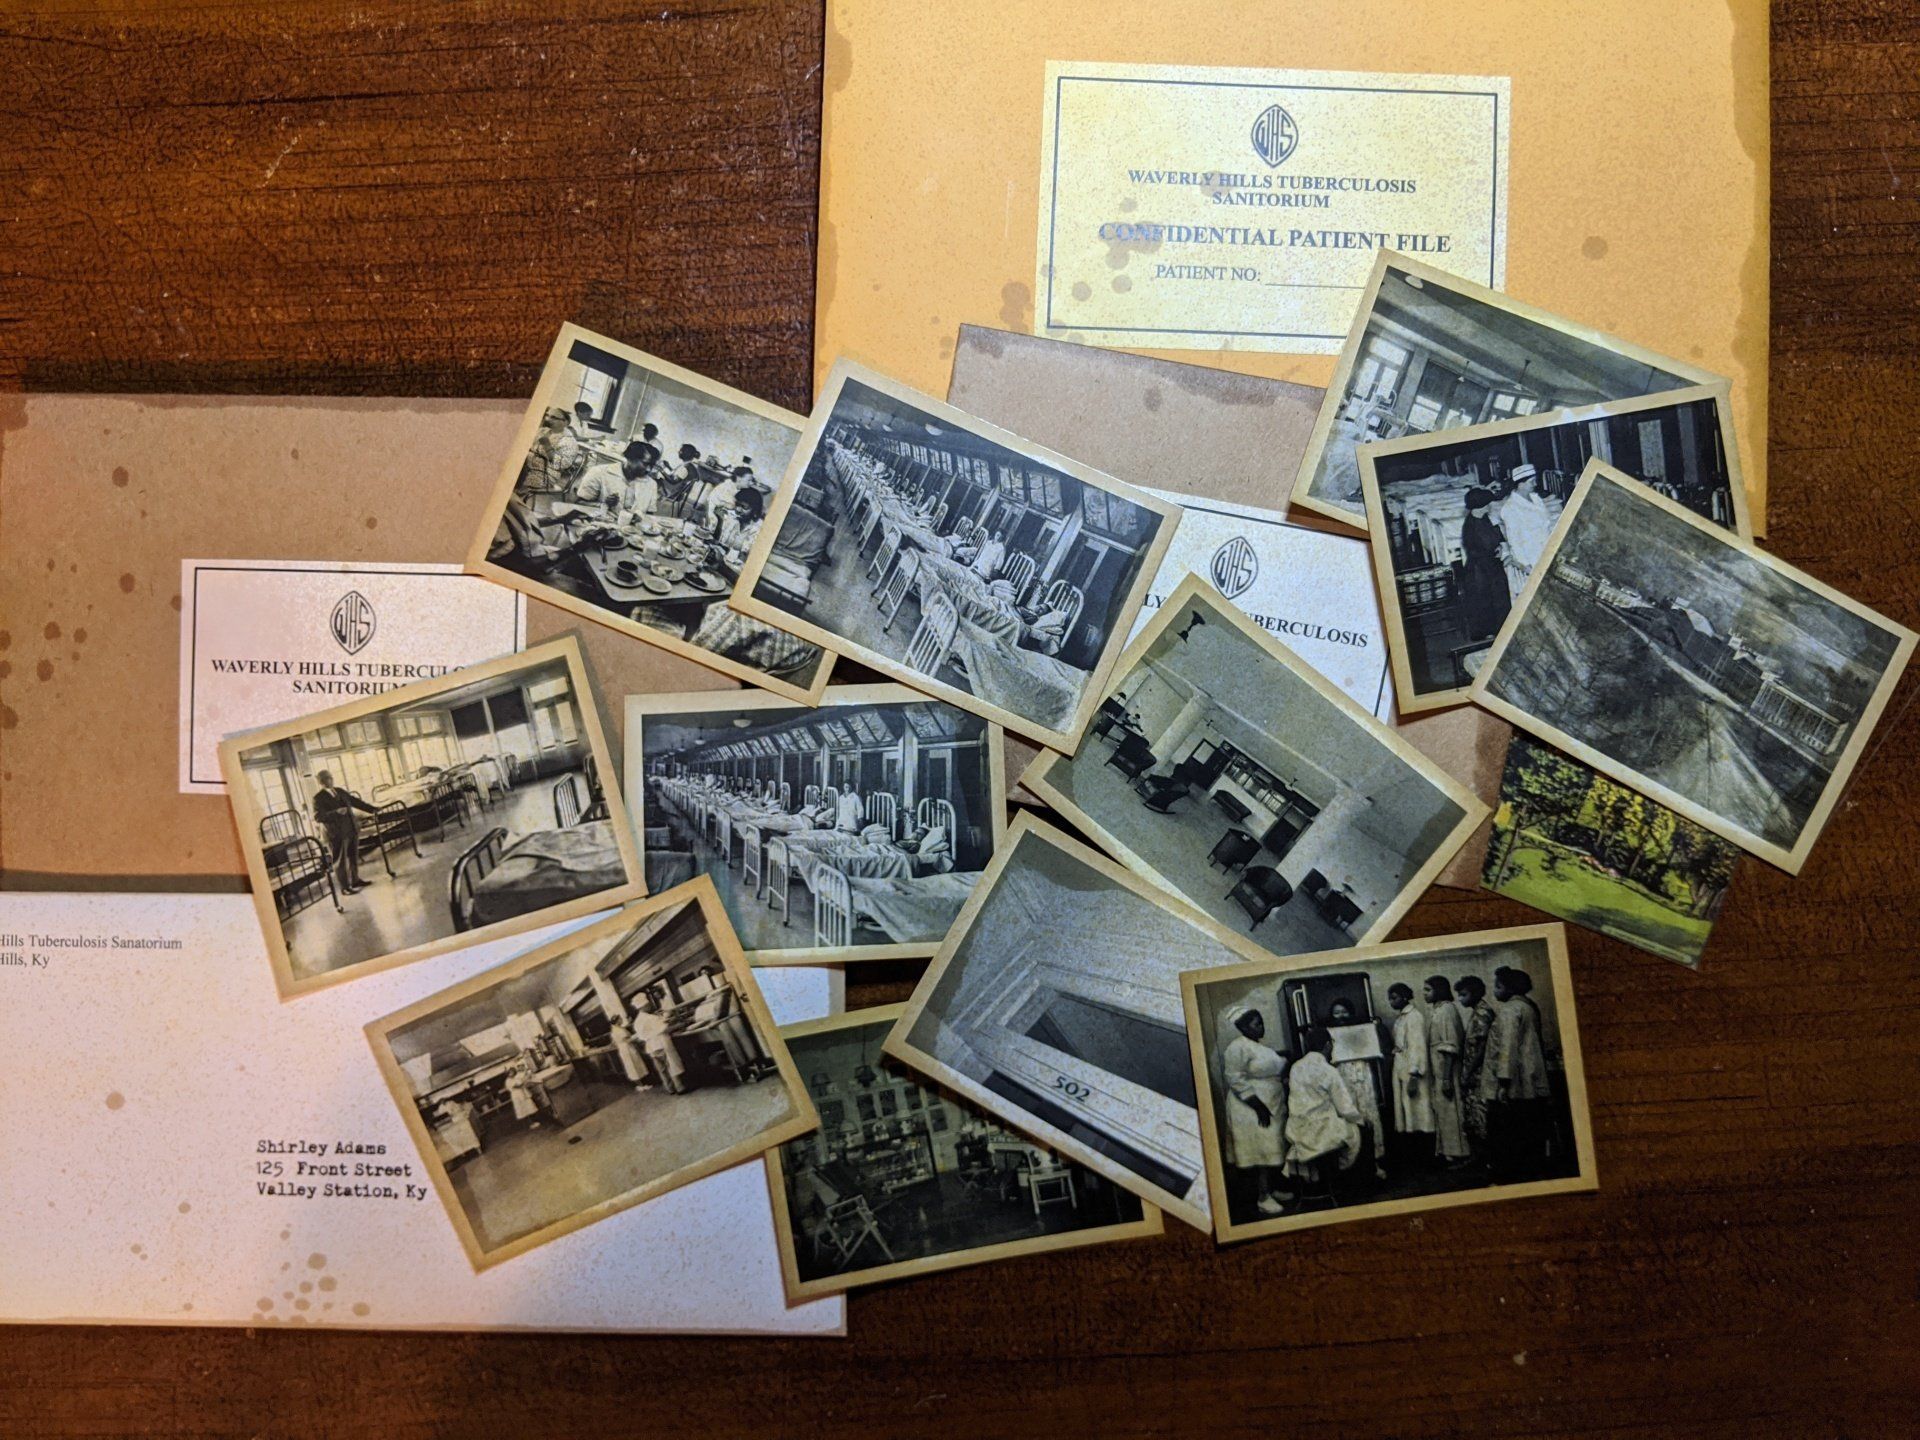 WHS
WAVERLY HILLS TUBERCULOSIS
SANITORIUM
CONFIDENTIAL PATIENT FILE
PATIENT NO:
WHS
TUBERCULOSIS
WHS
WAVERLY HILLS TUBERCULO
SANITORIUM
Hills Tuberculosis Sanatorium
Hills, Ky
Shirley Adams
125 Front Street
Valley Station, Ky
502